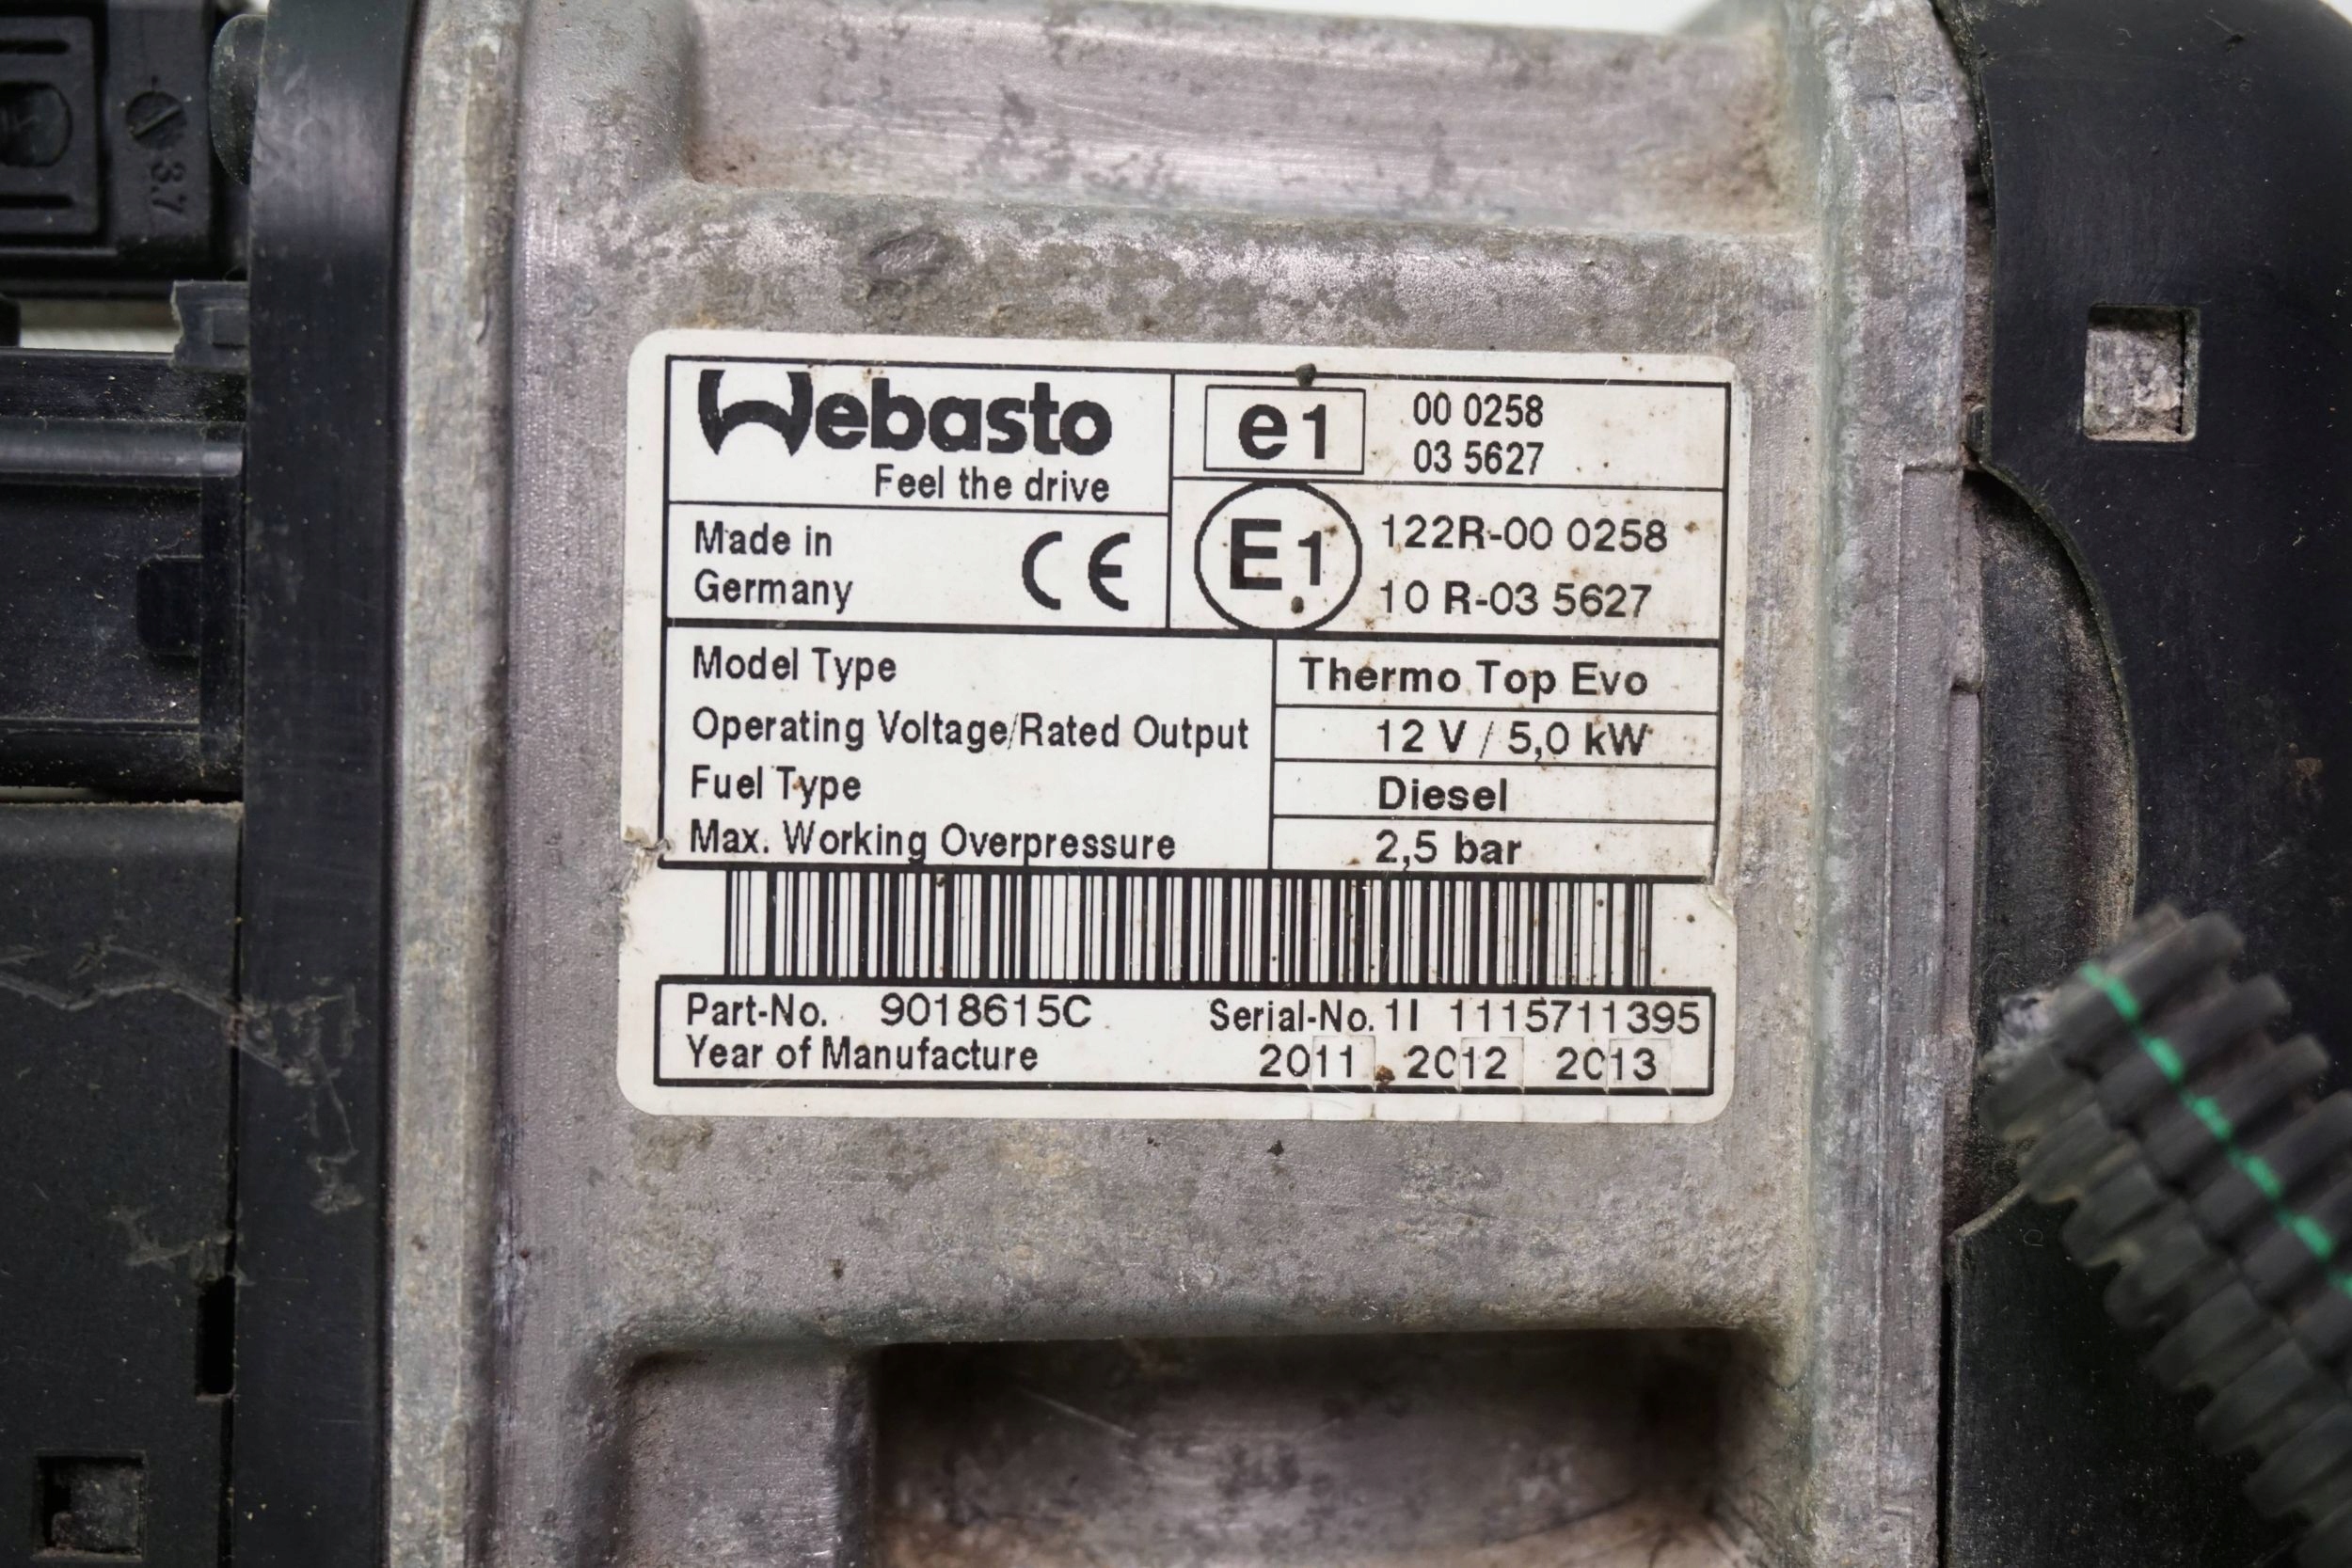 3.7
Webasto
Feel the drive
e1
00 0258
03 5627
Made in
Germany
CE
E1
122R-00 0258
10 R-03 5627
Model Type Thermo Top Evo
Operating Voltage/Rated Output 12 V / 5,0 kW
Fuel Type Diesel
Max. Working Overpressure 2,5 bar
Part-No. 9018615C Serial-No. 1I 1115711395
Year of Manufacture 2011 2012 2013